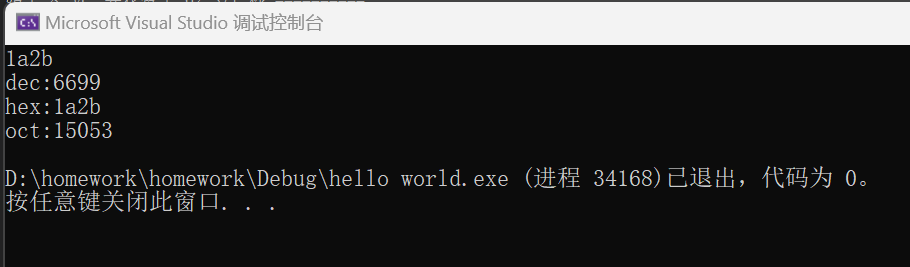 Microsoft Visual Studio 调试控制台
1a2b
dec:6699
hex:1a2b
oct:15053
D:\homework\homework\Debug\hello world.exe (进程 34168)已退出，代码为 0。
按任意键关闭此窗口. . .